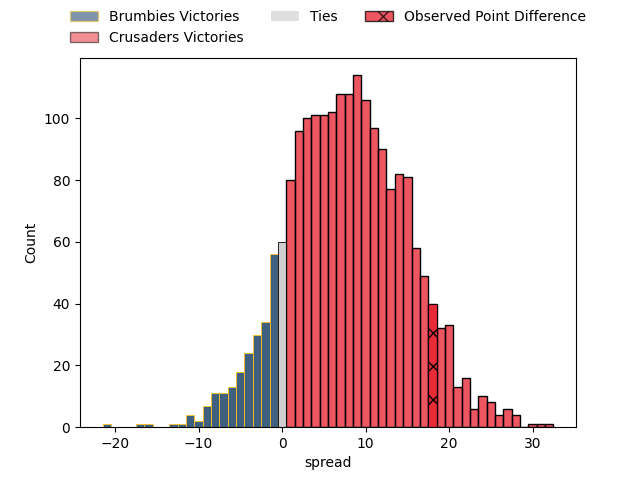 Brumbies Victories
Ties
Observed Point Difference
Crusaders Victories
100
80
60
40
20
0
Count
−20
−10
0
10
20
30
spread